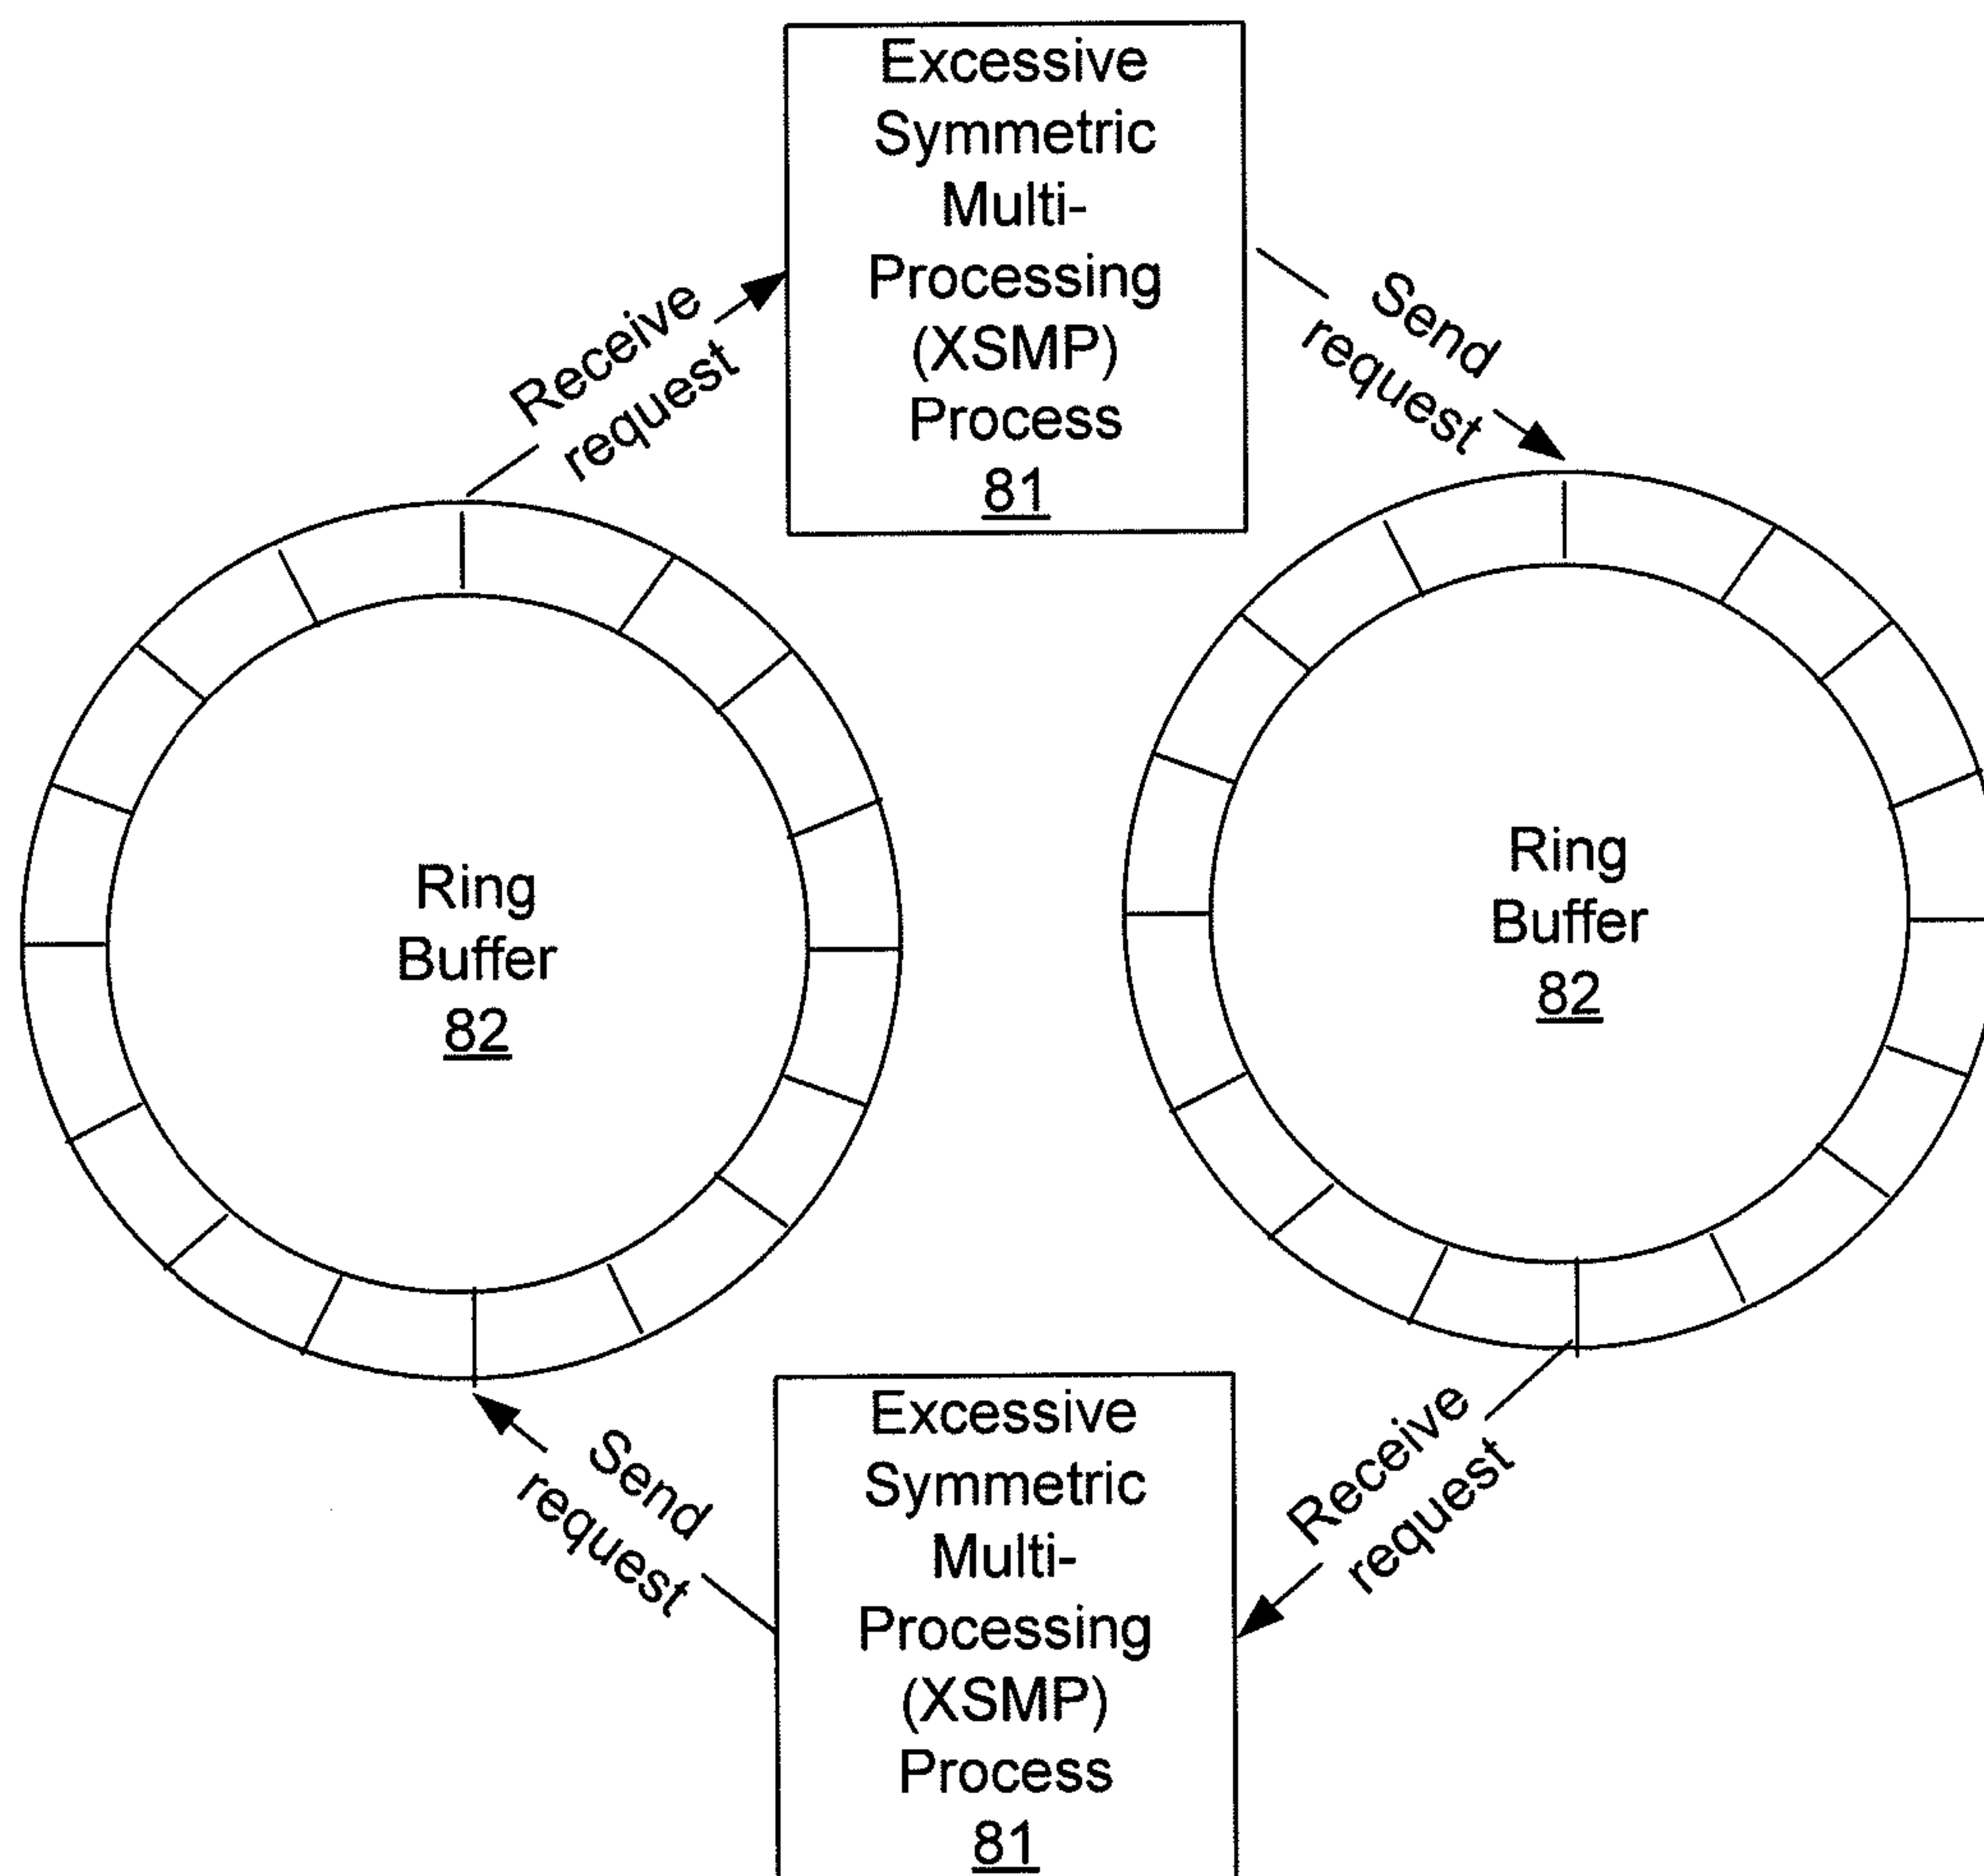 Excessive
Symmetric
Multi-
Processing
(XSMP)
Process
81
Receive
request
Send
request
Ring
Buffer
82
Ring
Buffer
82
Send
request
Receive
request
Excessive
Symmetric
Multi-
Processing
(XSMP)
Process
81